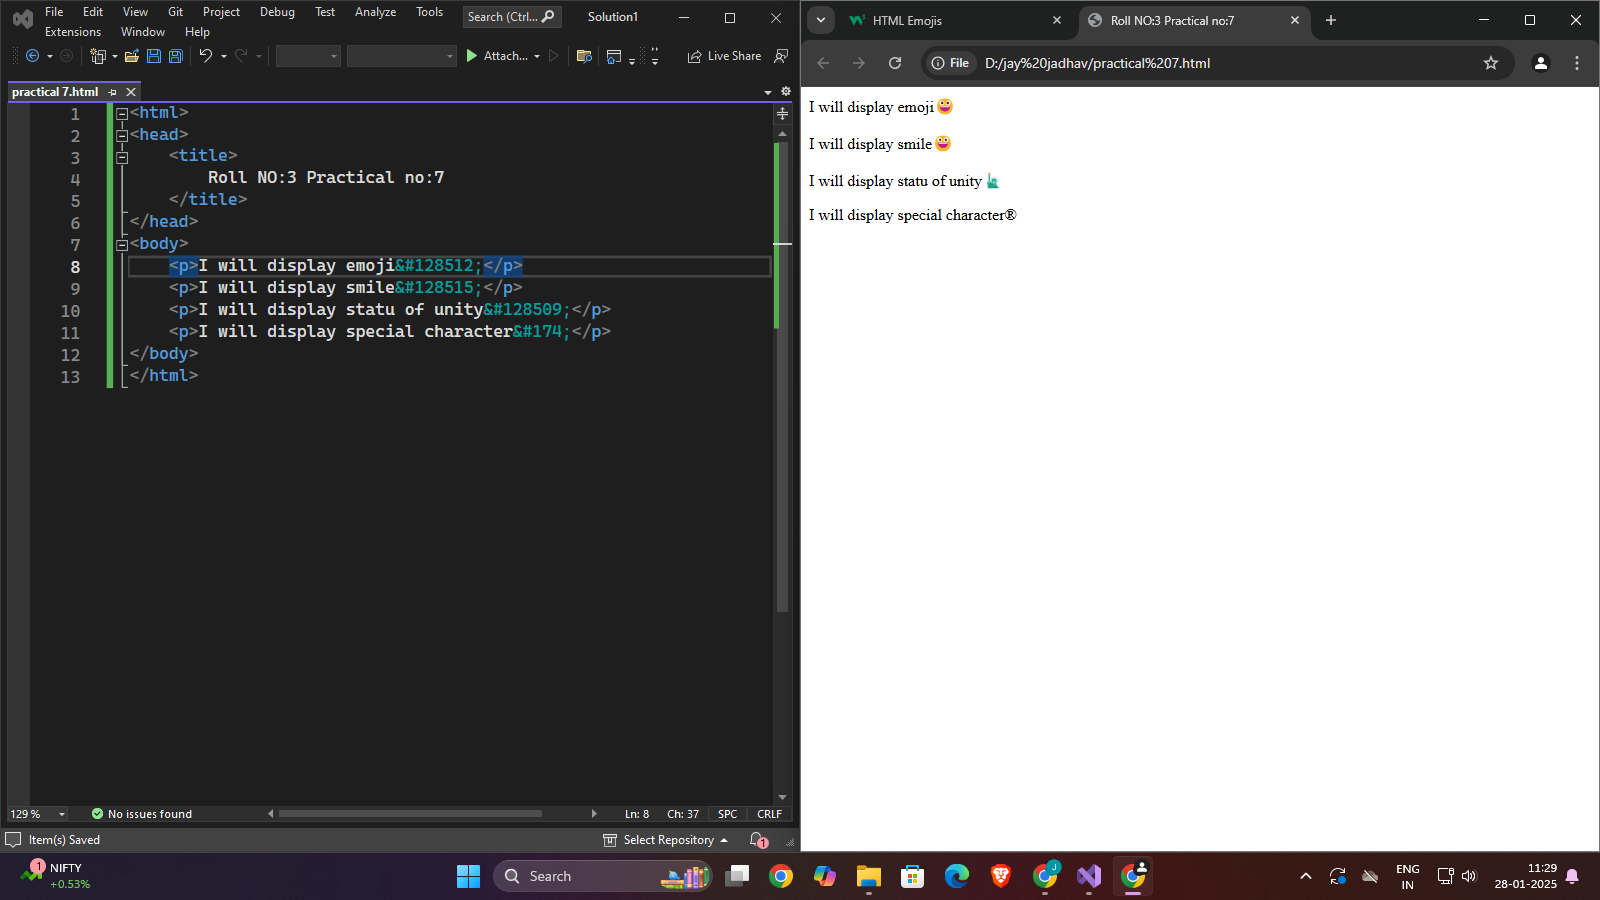 File Edit View Git Project Debug Test Analyze Tools Search (Ctrl... Solution1
Extensions Window Help
Attach... Live Share
practical 7.html
1 <html>
2 <head>
3 <title>
4 Roll NO:3 Practical no:7
5 </title>
6 </head>
7 <body>
8 <p>I will display emoji&#128512;</p>
9 <p>I will display smile&#128515;</p>
10 <p>I will display statu of unity&#128509;</p>
11 <p>I will display special character&#174;</p>
12 </body>
13 </html>
129 % No issues found Ln: 8 Ch: 37 SPC CRLF
Item(s) Saved Select Repository 1
HTML Emojis Roll NO:3 Practical no:7
File D:/jay%20jadhav/practical%207.html
I will display emoji😀
I will display smile😃
I will display statu of unity🗽
I will display special character®
1 NIFTY
+0.53%
Search
J
ENG
IN
11:29
28-01-2025